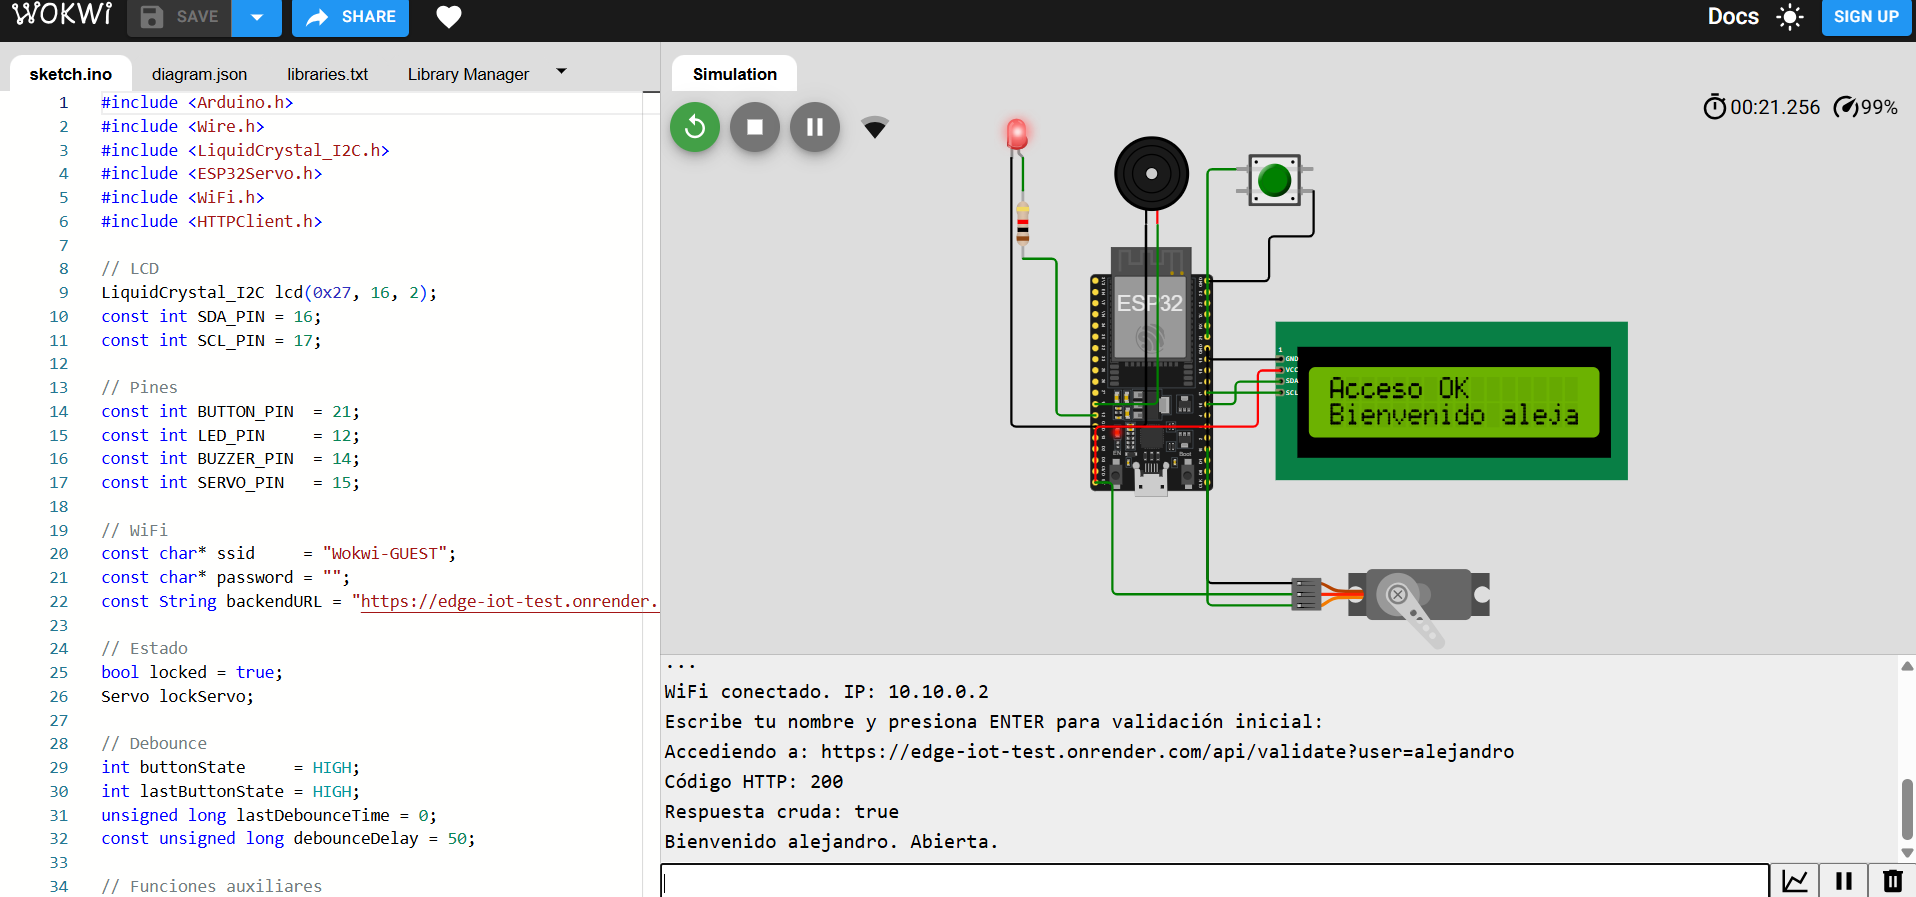 WOKWi
SAVE
SHARE
Docs
SIGN UP
sketch.ino
diagram.json
libraries.txt
Library Manager
1 #include <Arduino.h>
2 #include <Wire.h>
3 #include <LiquidCrystal_I2C.h>
4 #include <ESP32Servo.h>
5 #include <WiFi.h>
6 #include <HTTPClient.h>
7
8 // LCD
9 LiquidCrystal_I2C lcd(0x27, 16, 2);
10 const int SDA_PIN = 16;
11 const int SCL_PIN = 17;
12
13 // Pines
14 const int BUTTON_PIN  = 21;
15 const int LED_PIN     = 12;
16 const int BUZZER_PIN  = 14;
17 const int SERVO_PIN   = 15;
18
19 // WiFi
20 const char* ssid     = "Wokwi-GUEST";
21 const char* password = "";
22 const String backendURL = "https://edge-iot-test.onrender.
23
24 // Estado
25 bool locked = true;
26 Servo lockServo;
27
28 // Debounce
29 int buttonState     = HIGH;
30 int lastButtonState = HIGH;
31 unsigned long lastDebounceTime = 0;
32 const unsigned long debounceDelay = 50;
33
34 // Funciones auxiliares
Simulation
00:21.256
99%
ESP32
EN
Boot
1
GND
VCC
SDA
SCL
Acceso OK
Bienvenido aleja
...
WiFi conectado. IP: 10.10.0.2
Escribe tu nombre y presiona ENTER para validación inicial:
Accediendo a: https://edge-iot-test.onrender.com/api/validate?user=alejandro
Código HTTP: 200
Respuesta cruda: true
Bienvenido alejandro. Abierta.